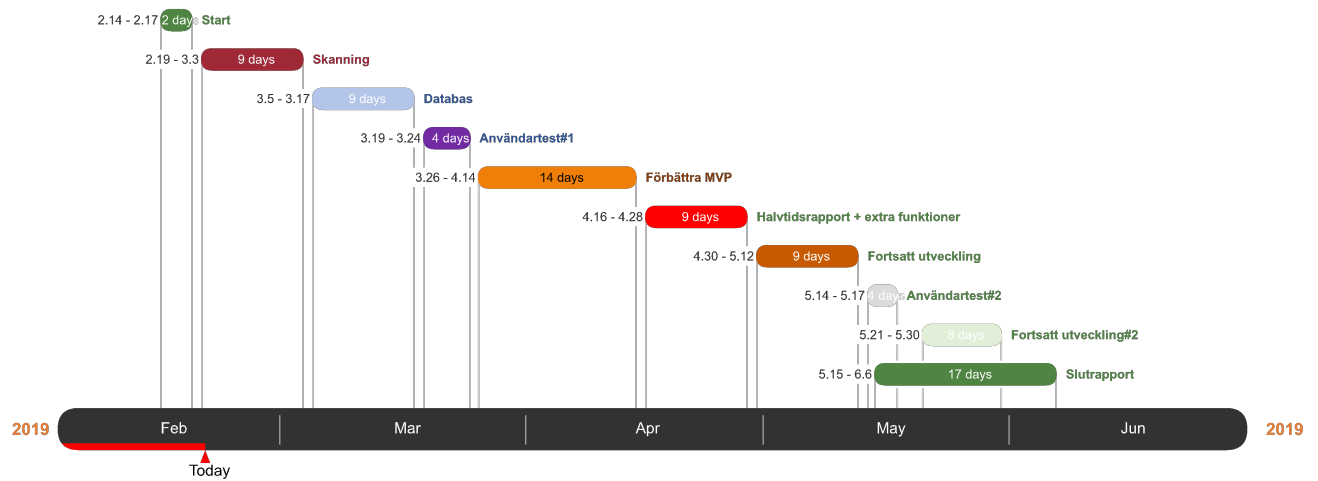 2.14 - 2.17 2 days Start
2.19 - 3.3 9 days Skanning
3.5 - 3.17 9 days Databas
3.19 - 3.24 4 days Användartest#1
3.26 - 4.14 14 days Förbättra MVP
4.16 - 4.28 9 days Halvtidsrapport + extra funktioner
4.30 - 5.12 9 days Fortsatt utveckling
5.14 - 5.17 4 days Användartest#2
5.21 - 5.30 8 days Fortsatt utveckling#2
5.15 - 6.6 17 days Slutrapport
2019 Feb Mar Apr May Jun 2019
Today